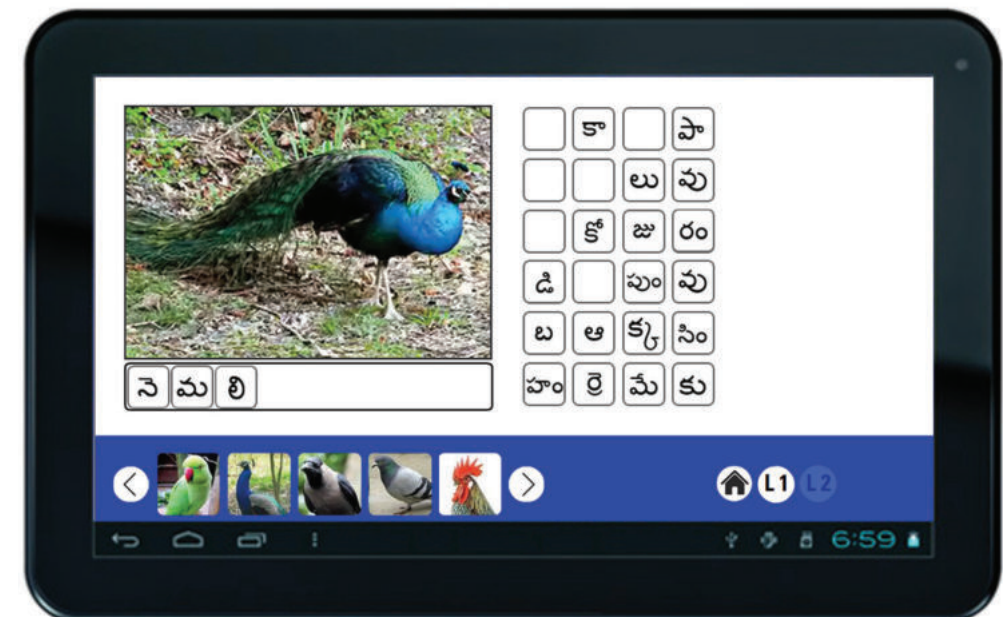 కా పా
లు వు
కో జు రం
డి పుం వు
బ ఆ క్క సిం
హం ర్రె మే కు
నె మ లి
L1 L2
6:59